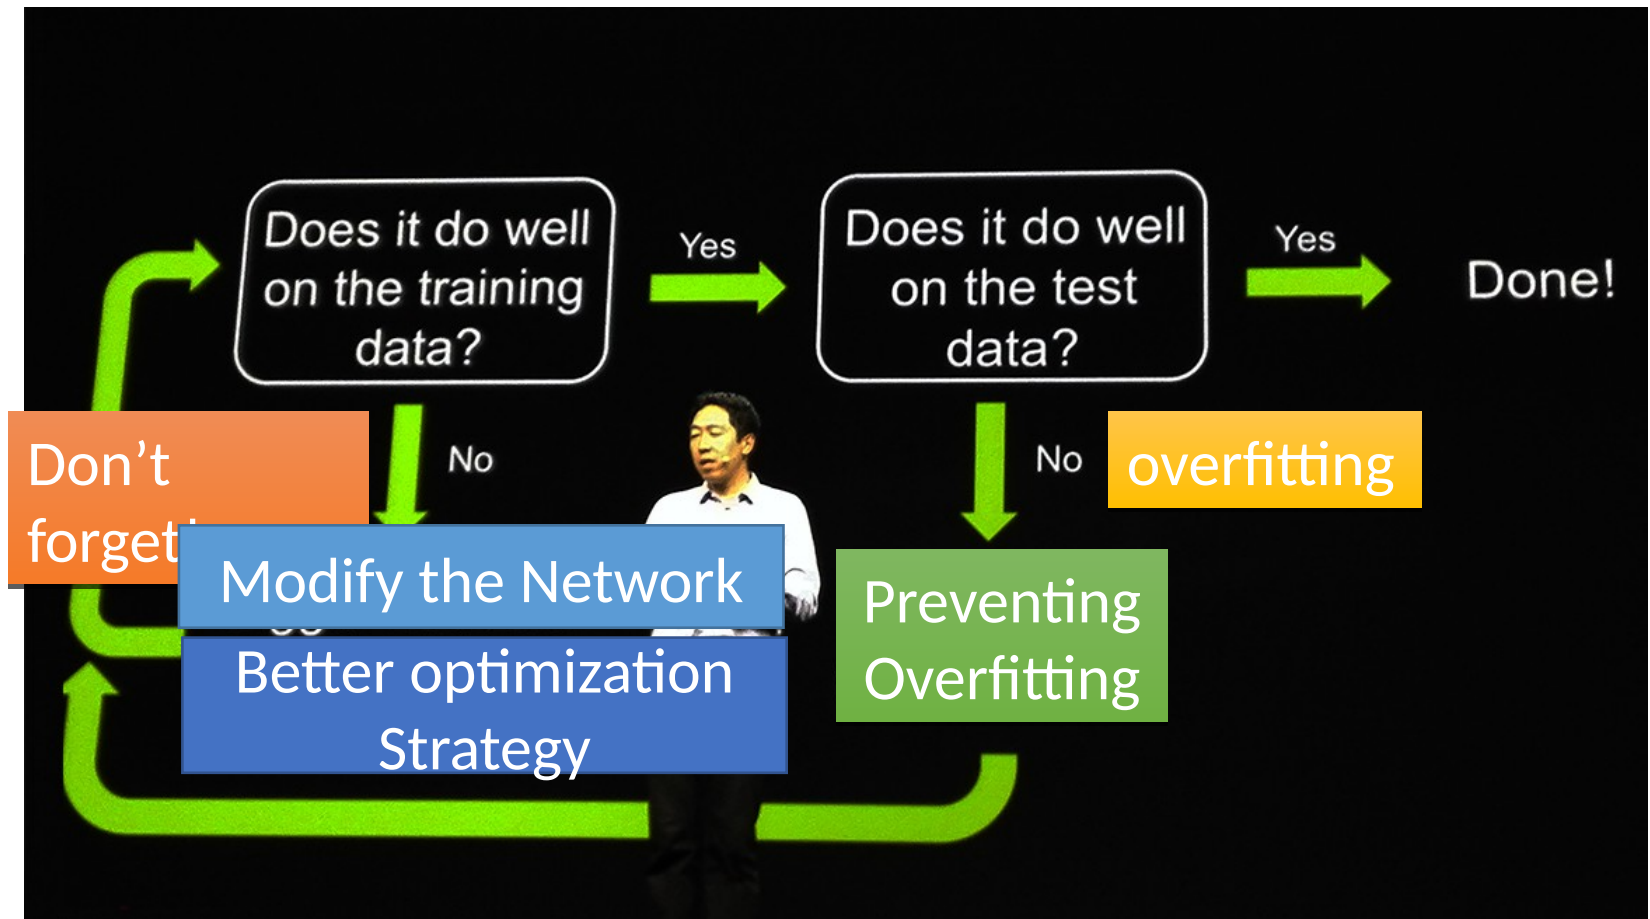 Does it do well
on the training
data?
Yes
Does it do well
on the test
data?
Yes
Done!
No
No
overfitting
Don’t
forget!
Modify the Network
Better optimization
Strategy
Preventing
Overfitting